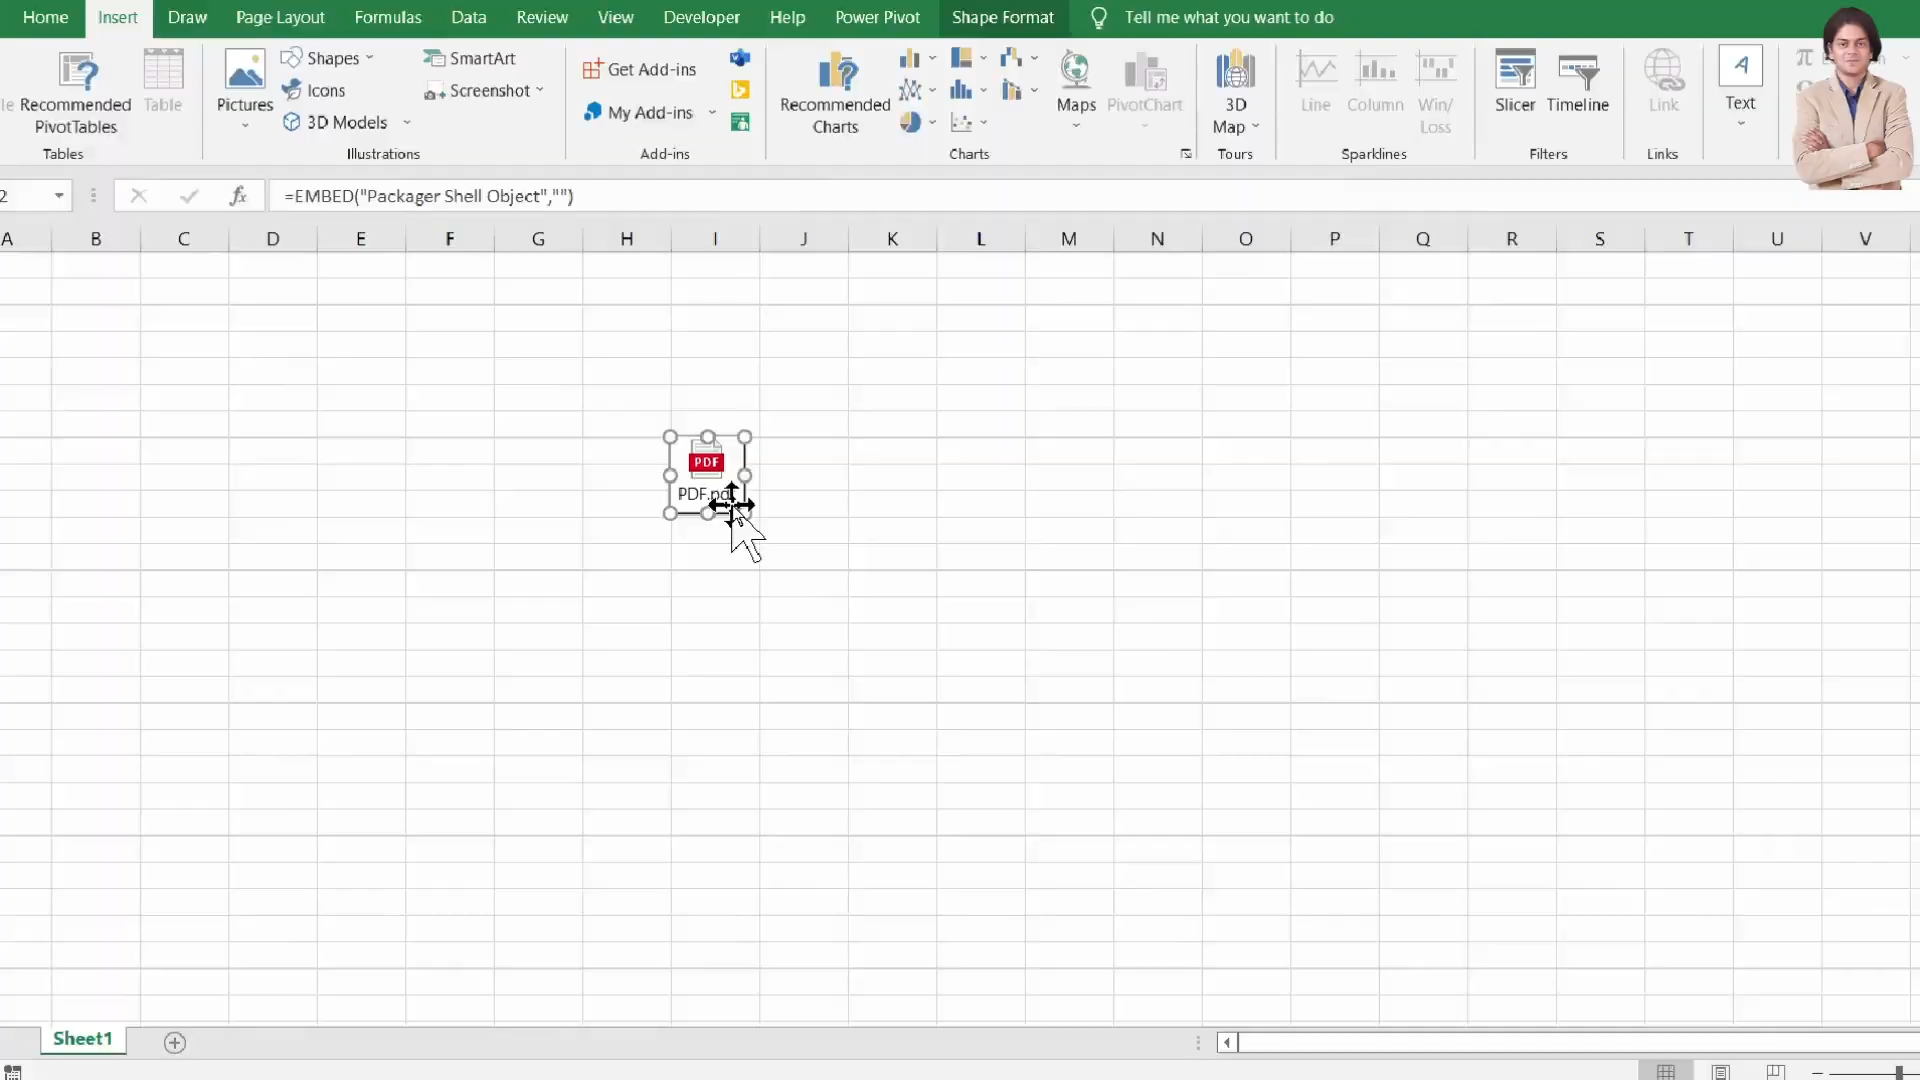 Home Insert Draw Page Layout Formulas Data Review View Developer Help Power Pivot Shape Format Tell me what you want to do
Recommended PivotTables
Table
Tables
Pictures
Shapes
Icons
3D Models
SmartArt
Screenshot
Illustrations
Get Add-ins
My Add-ins
Add-ins
Recommended Charts
Maps
PivotChart
Charts
3D Map
Tours
Line
Column
Win/ Loss
Sparklines
Slicer
Timeline
Filters
Link
Links
Text
2
fx
=EMBED("Packager Shell Object","")
A B C D E F G H I J K L M N O P Q R S T U V
PDF
Sheet1